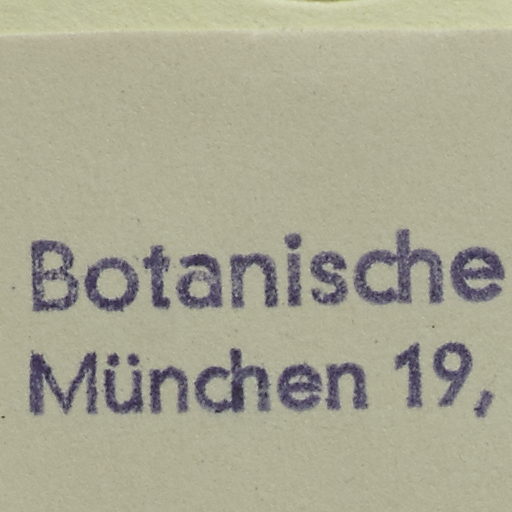 Botanische
München 19,